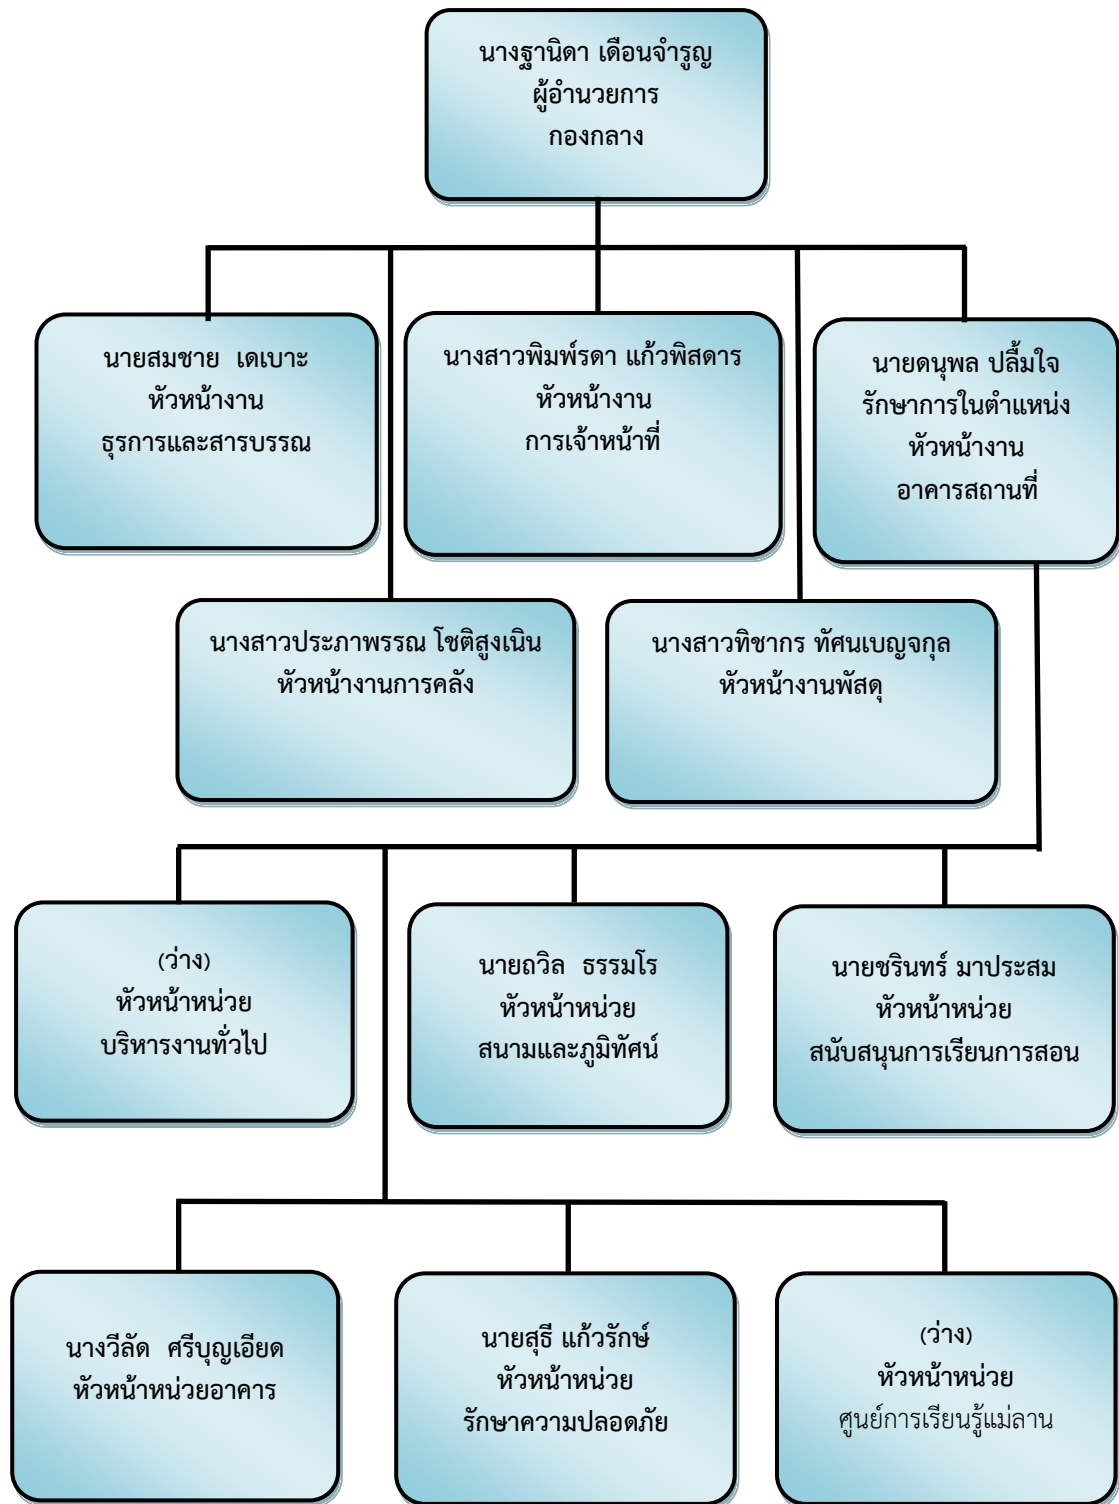 นางฐานิดา เดือนจำรูญ
ผู้อำนวยการ
กองกลาง
นายสมชาย  เดเบาะ
หัวหน้างาน
ธุรการและสารบรรณ
นางสาวพิมพ์รดา แก้วพิสดาร
หัวหน้างาน
การเจ้าหน้าที่
นายดนุพล ปลื้มใจ
รักษาการในตำแหน่ง
หัวหน้างาน
อาคารสถานที่
นางสาวประภาพรรณ โชติสูงเนิน
หัวหน้างานการคลัง
นางสาวทิชากร ทัศนเบญจกุล
หัวหน้างานพัสดุ
(ว่าง)
หัวหน้าหน่วย
บริหารงานทั่วไป
นายถวิล  ธรรมโร
หัวหน้าหน่วย
สนามและภูมิทัศน์
นายชรินทร์ มาประสม
หัวหน้าหน่วย
สนับสนุนการเรียนการสอน
นางวีลัด  ศรีบุญเอียด
หัวหน้าหน่วยอาคาร
นายสุธี แก้วรักษ์
หัวหน้าหน่วย
รักษาความปลอดภัย
(ว่าง)
หัวหน้าหน่วย
ศูนย์การเรียนรู้แม่ลาน